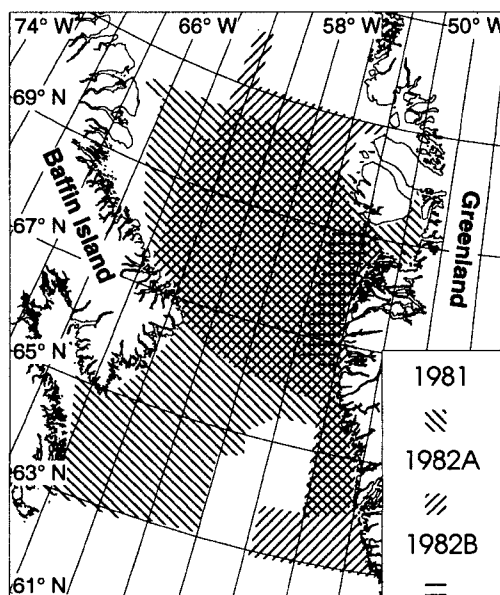 74° W 66° W 58° W 50° W
69° N
67° N
65° N
63° N
61° N
Baffin Island
Greenland
1981
1982A
1982B